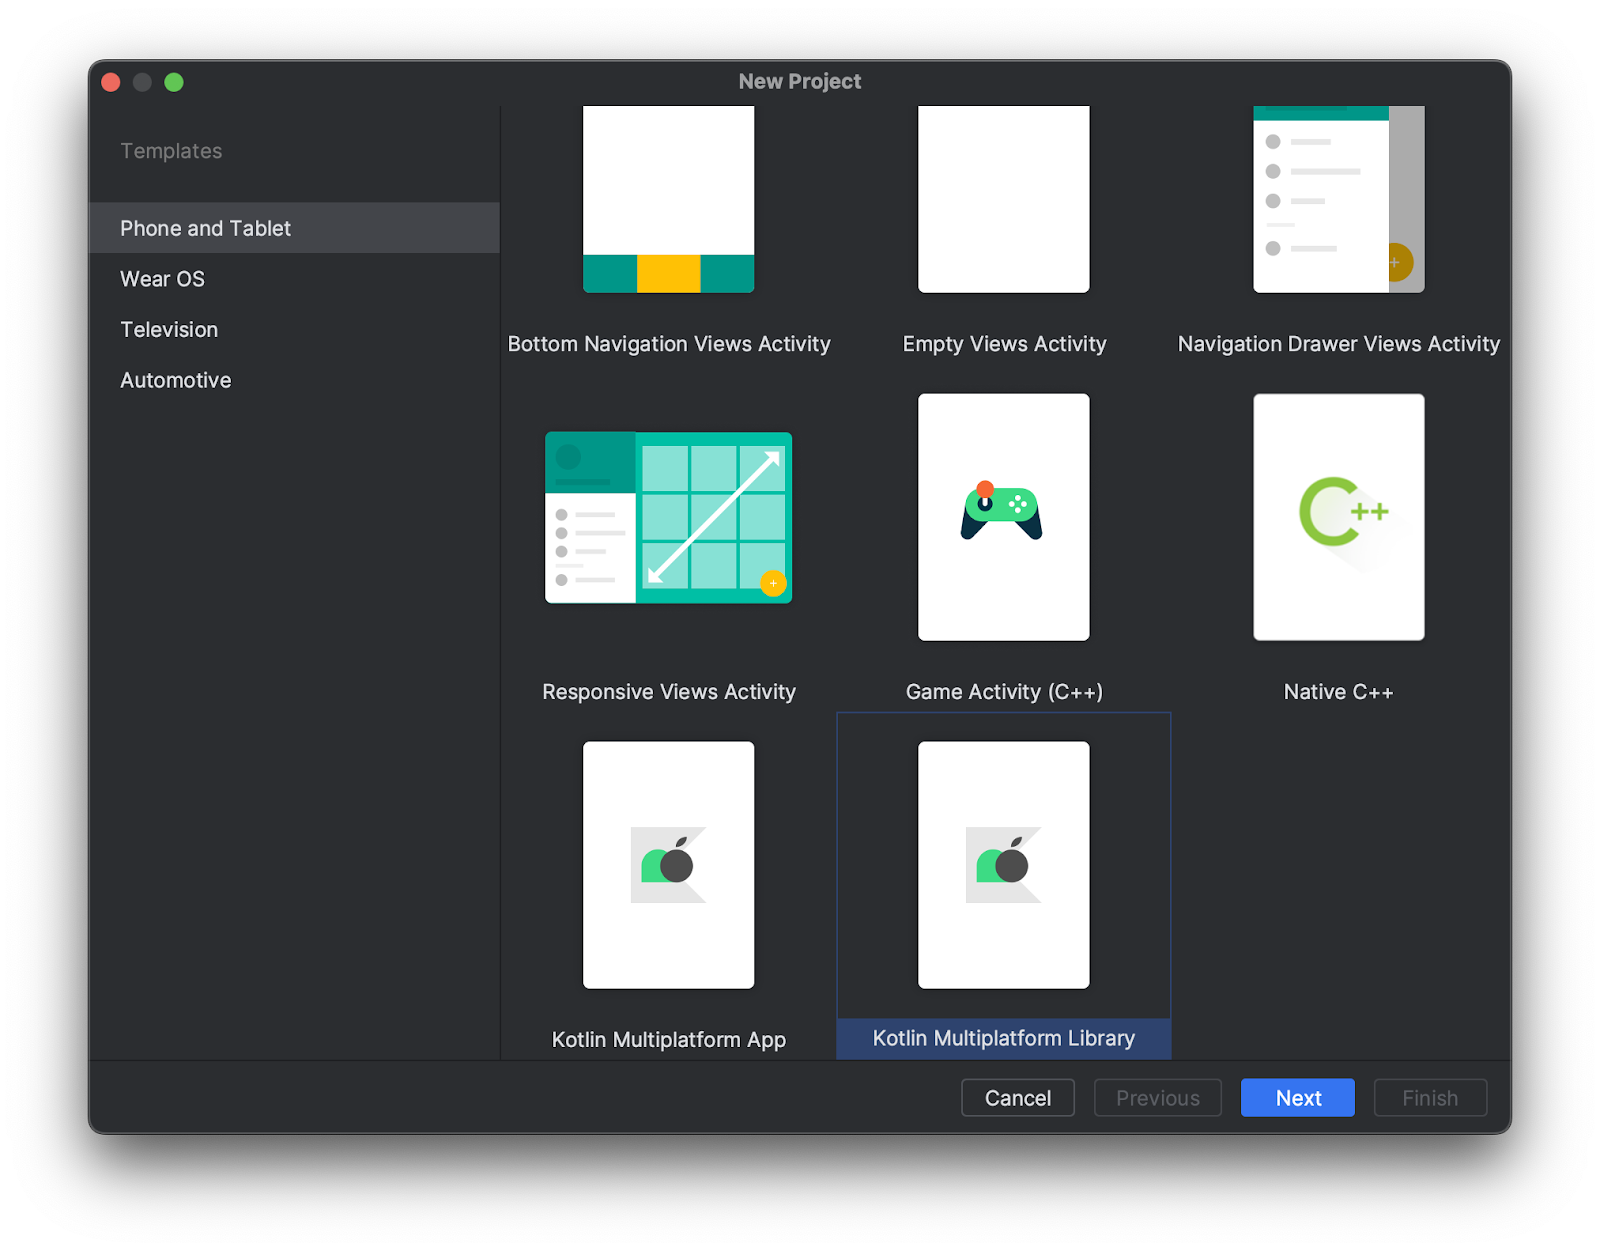 New Project
Templates
Phone and Tablet
Wear OS
Television
Automotive
Bottom Navigation Views Activity
Empty Views Activity
Navigation Drawer Views Activity
C++
Responsive Views Activity
Game Activity (C++)
Native C++
Kotlin Multiplatform App
Kotlin Multiplatform Library
Cancel
Previous
Next
Finish